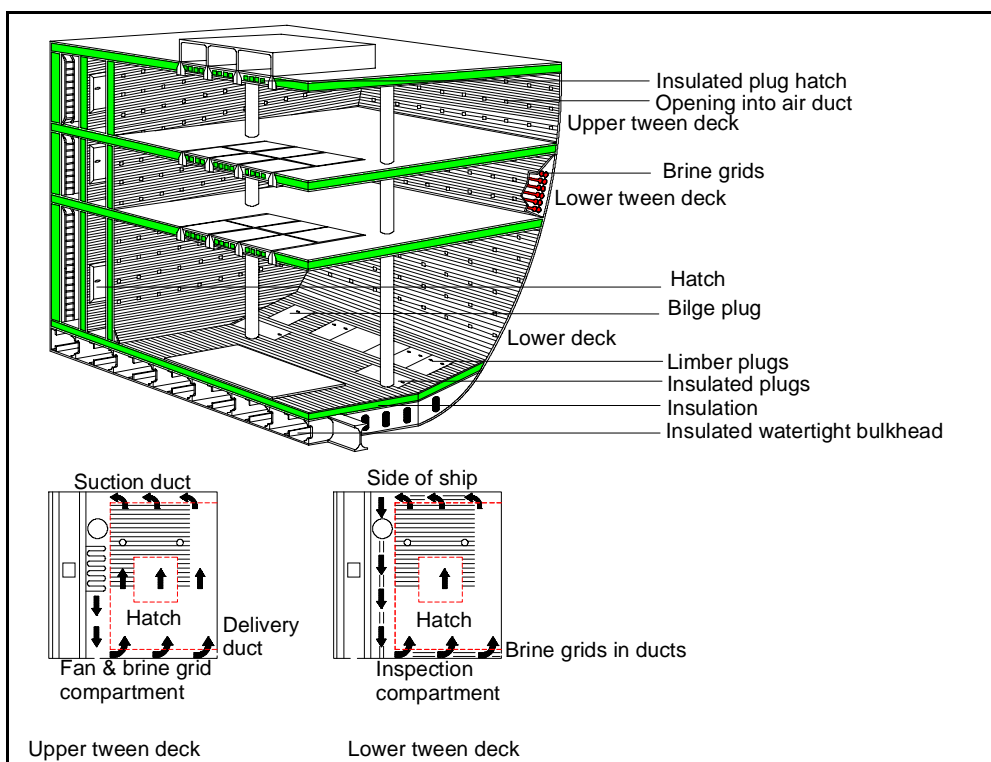 Insulated plug hatch
Opening into air duct
Upper tween deck
Brine grids
Lower tween deck
Hatch
Bilge plug
Lower deck
Limber plugs
Insulated plugs
Insulation
Insulated watertight bulkhead
Suction duct
Hatch
Delivery
duct
Fan & brine grid
compartment
Upper tween deck
Side of ship
Hatch
Brine grids in ducts
Inspection
compartment
Lower tween deck